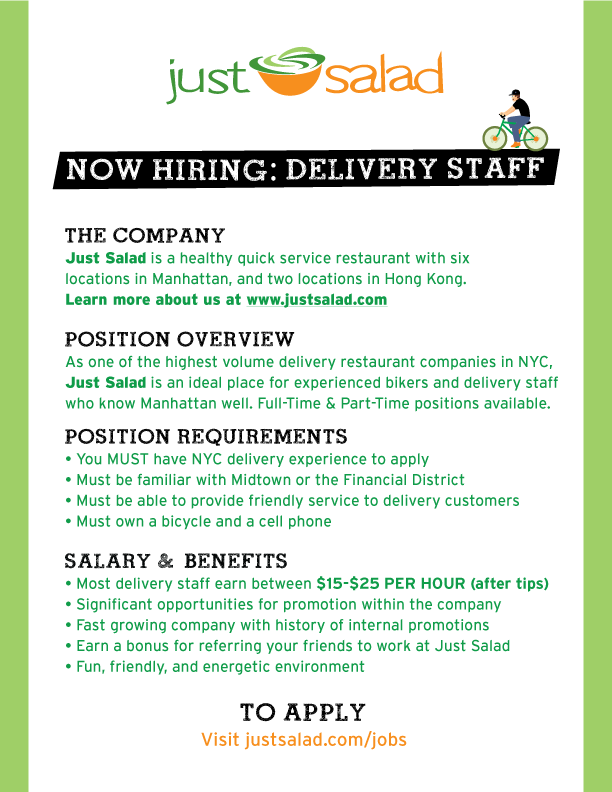 just salad
NOW HIRING: DELIVERY STAFF
THE COMPANY
Just Salad is a healthy quick service restaurant with six
locations in Manhattan, and two locations in Hong Kong.
Learn more about us at www.justsalad.com
POSITION OVERVIEW
As one of the highest volume delivery restaurant companies in NYC,
Just Salad is an ideal place for experienced bikers and delivery staff
who know Manhattan well. Full-Time & Part-Time positions available.
POSITION REQUIREMENTS
• You MUST have NYC delivery experience to apply
• Must be familiar with Midtown or the Financial District
• Must be able to provide friendly service to delivery customers
• Must own a bicycle and a cell phone
SALARY & BENEFITS
• Most delivery staff earn between $15-$25 PER HOUR (after tips)
• Significant opportunities for promotion within the company
• Fast growing company with history of internal promotions
• Earn a bonus for referring your friends to work at Just Salad
• Fun, friendly, and energetic environment
TO APPLY
Visit justsalad.com/jobs